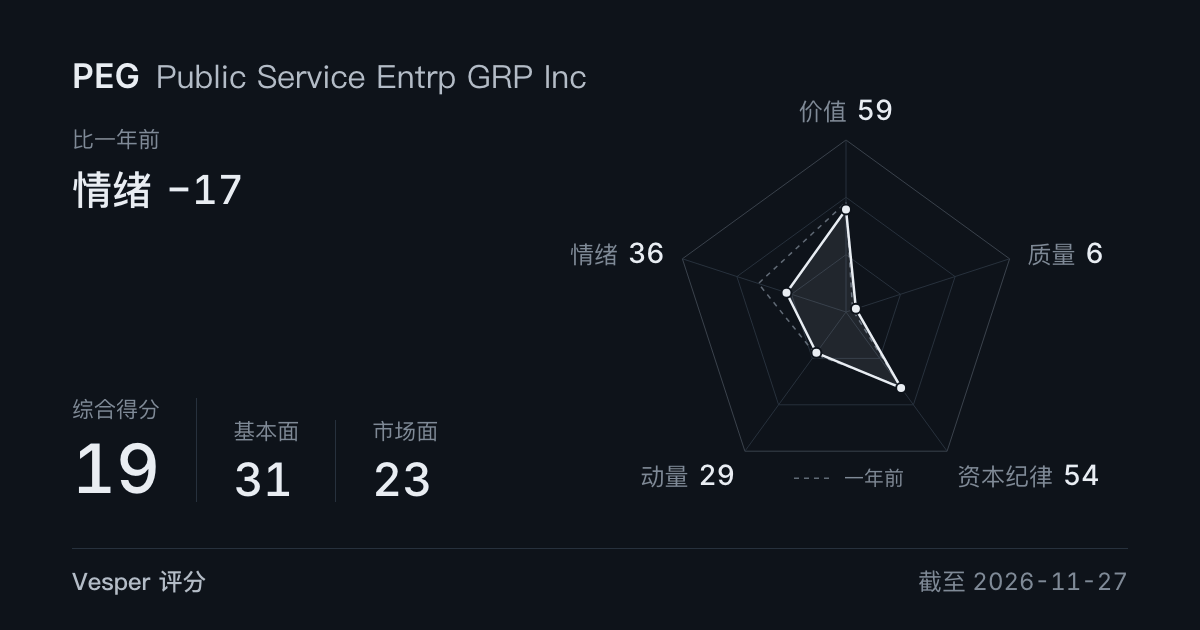 PEG Public Service Entrp GRP Inc
比一年前
情绪 −17
价值 59
情绪 36
质量 6
动量 29
---- 一年前
资本纪律 54
综合得分
19
基本面
31
市场面
23
Vesper 评分
截至 2026-11-27